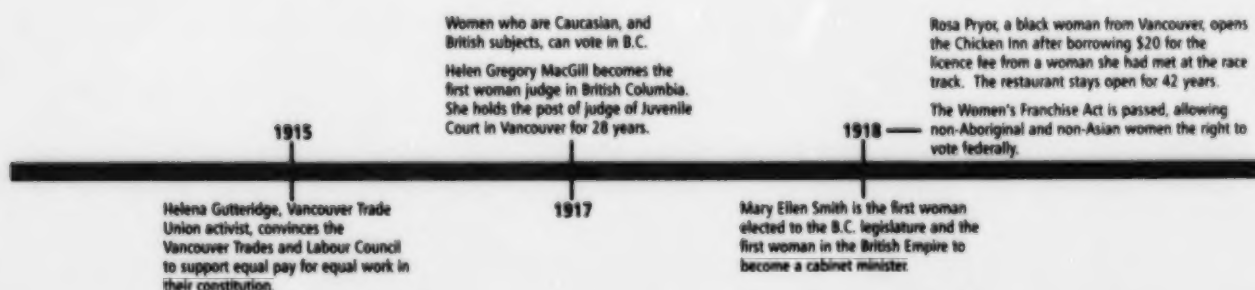 Women who are Caucasian, and
British subjects, can vote in B.C.
Helen Gregory MacGill becomes the
first woman judge in British Columbia.
She holds the post of judge of Juvenile
Court in Vancouver for 28 years.
Rosa Pryor, a black woman from Vancouver, opens
the Chicken Inn after borrowing $20 for the
licence fee from a woman she had met at the race
track. The restaurant stays open for 42 years.
The Women's Franchise Act is passed, allowing
non-Aboriginal and non-Asian women the right to
vote federally.
1915
1918
Helena Gutteridge, Vancouver Trade
Union activist, convinces the
Vancouver Trades and Labour Council
to support equal pay for equal work in
their constitution.
1917
Mary Ellen Smith is the first woman
elected to the B.C. legislature and the
first woman in the British Empire to
become a cabinet minister.